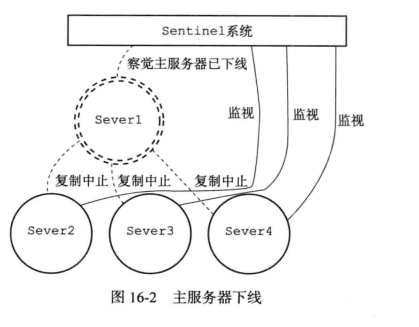 Sentinel系统
察觉主服务器已下线
Sever1
监视
监视
监视
复制中止
复制中止
复制中止
Sever2
Sever3
Sever4
图 16-2 主服务器下线